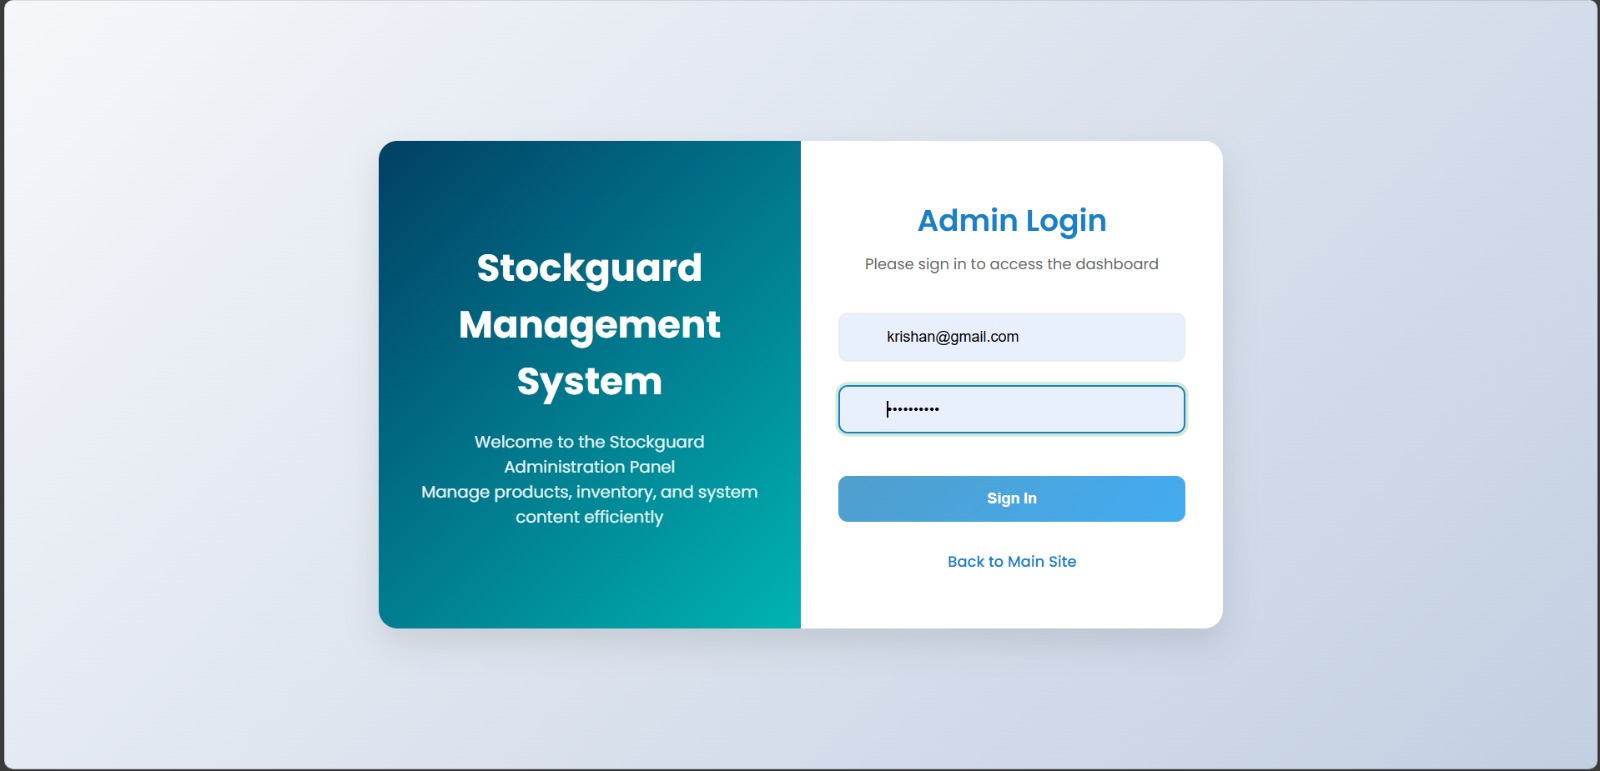 Stockguard
Management
System
Welcome to the Stockguard
Administration Panel
Manage products, inventory, and system
content efficiently
Admin Login
Please sign in to access the dashboard
krishan@gmail.com
••••••••••
Sign In
Back to Main Site